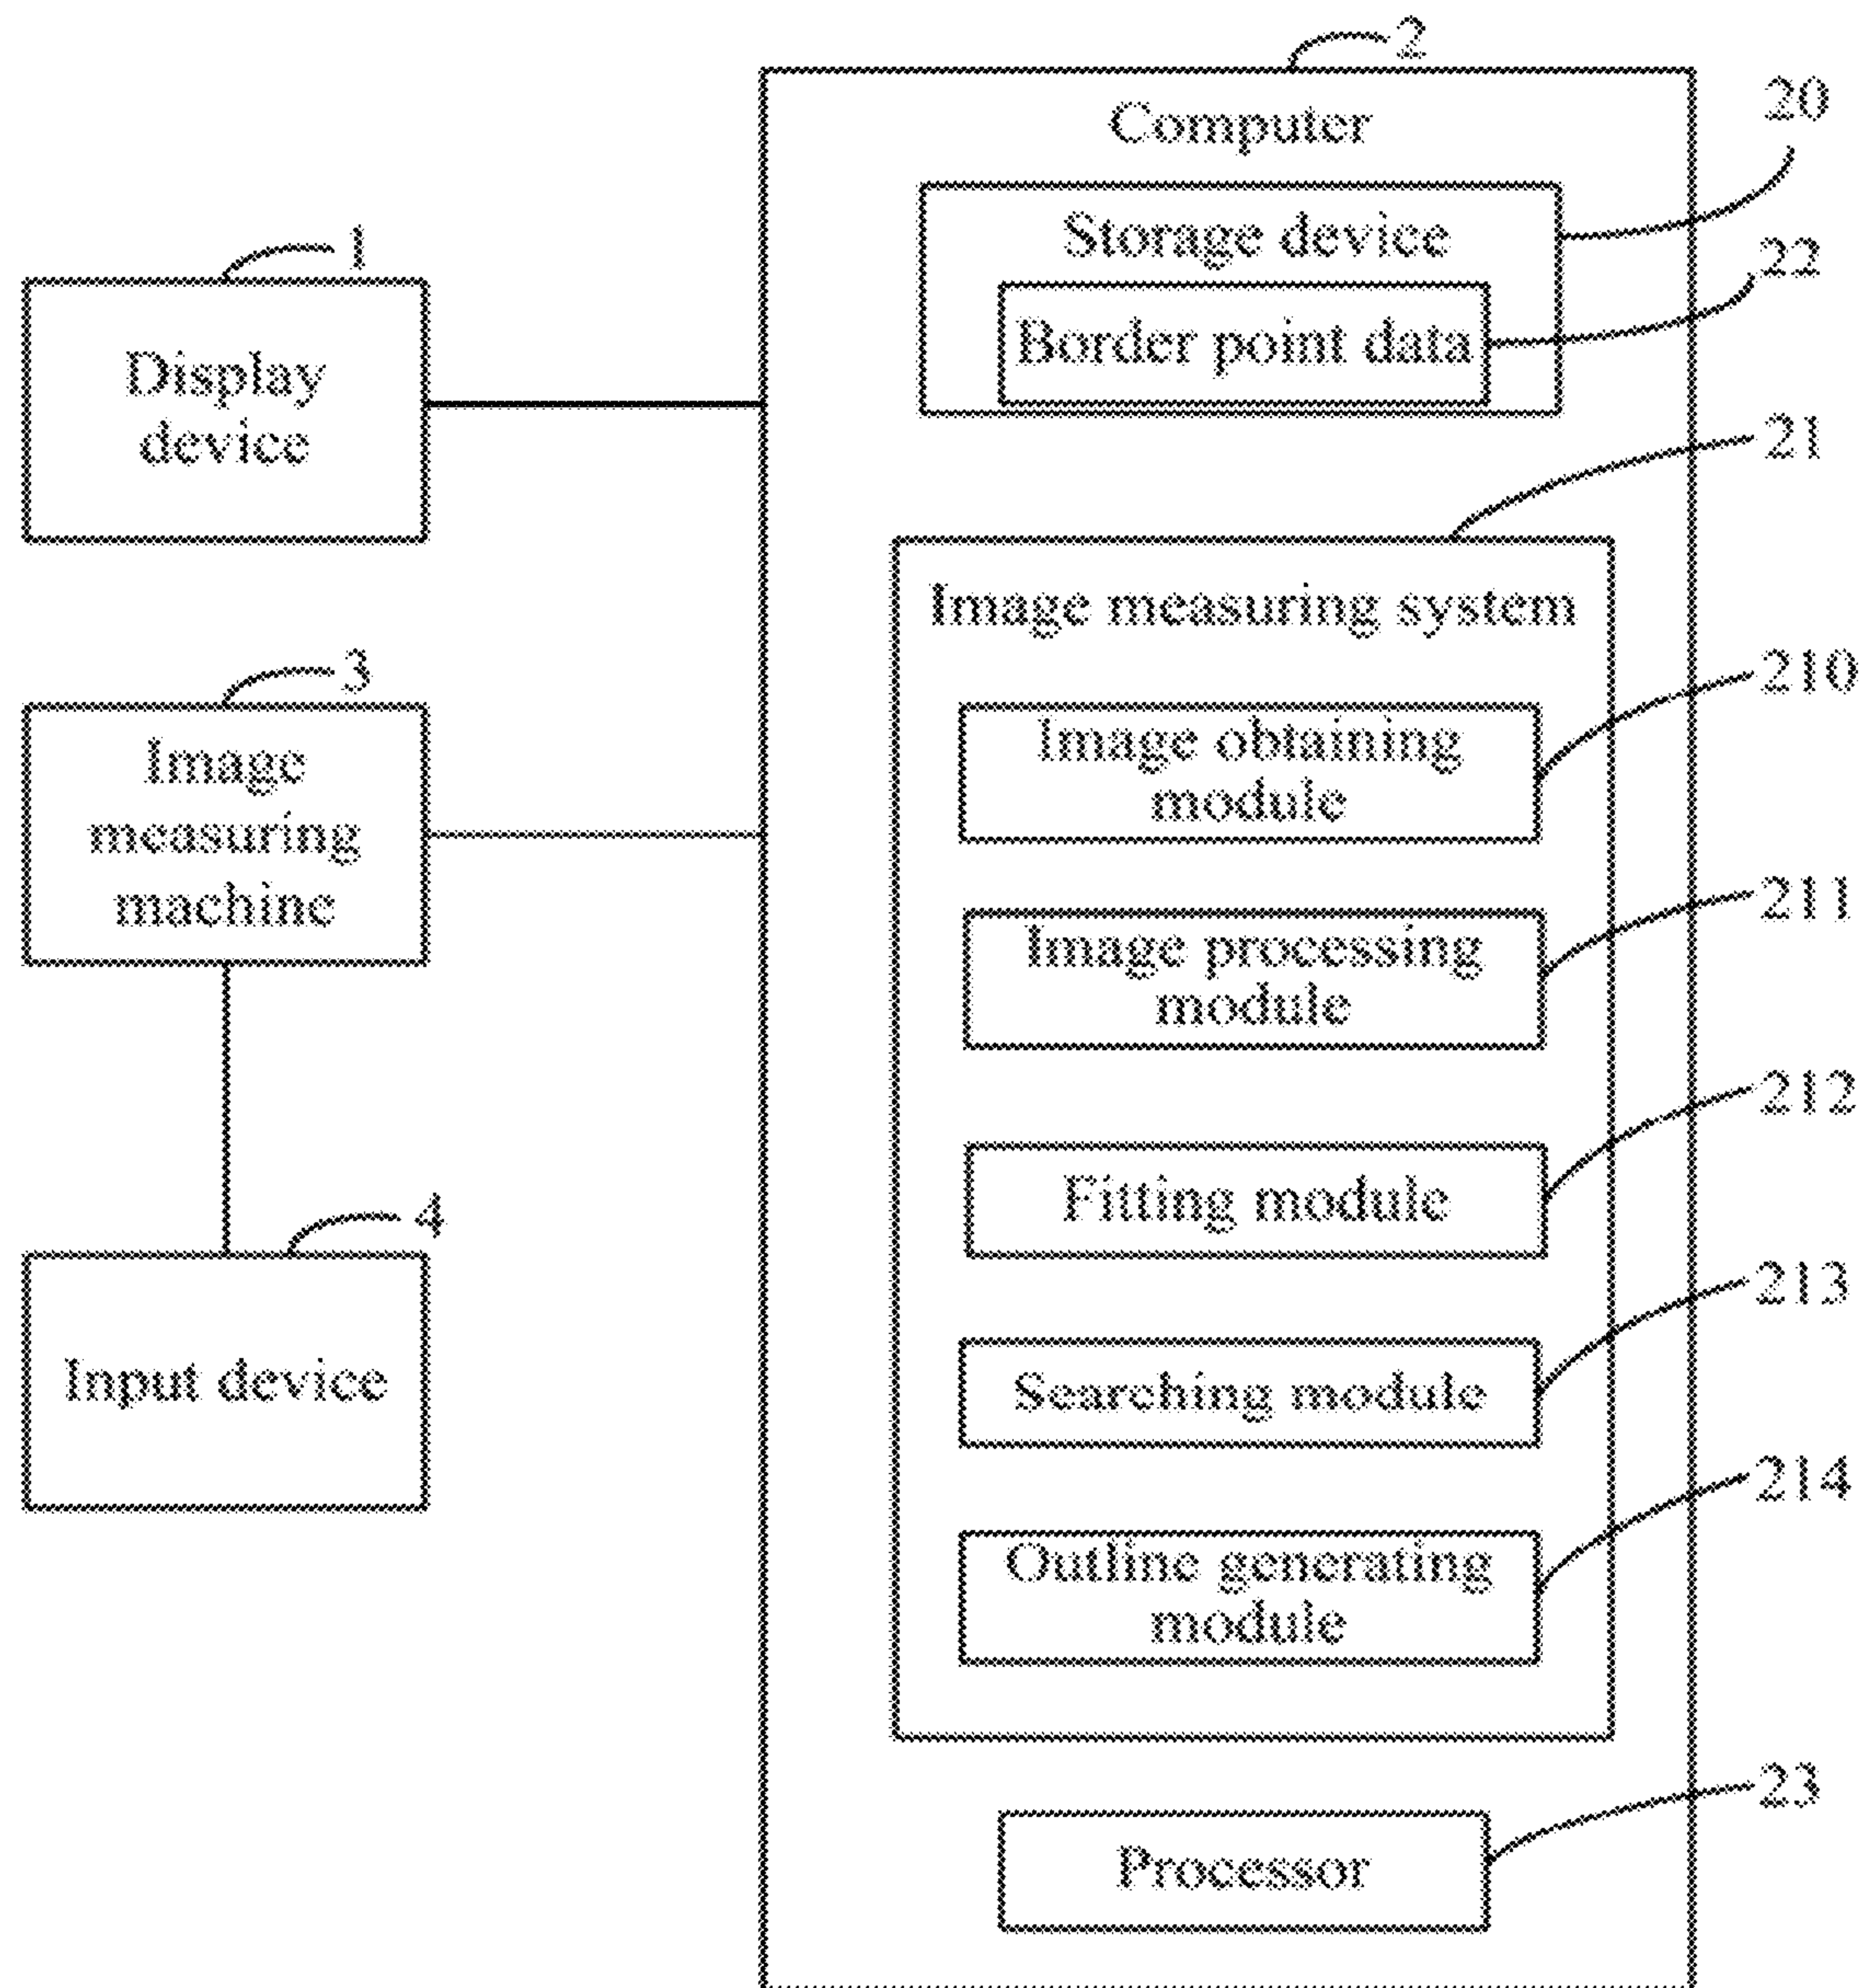 2
Computer
20
Storage device
22
Border point data
1
Display
device
21
Image measuring system
3
Image
measuring
machine
210
Image obtaining
module
211
Image processing
module
212
Fitting module
4
Input device
213
Searching module
214
Outline generating
module
23
Processor